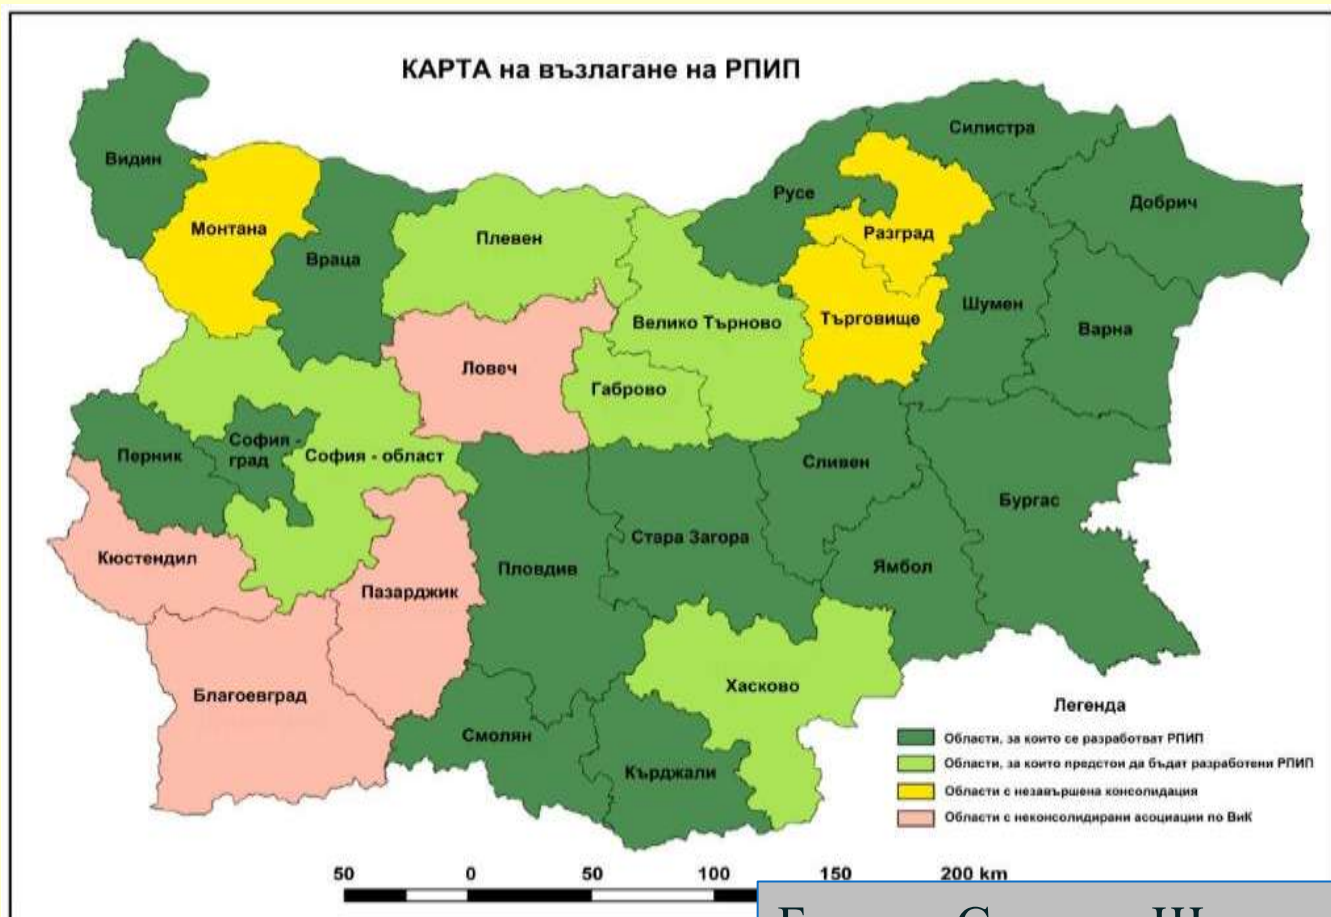 КАРТА на възлагане на РПИП
Силистра
Видин
Русе
Добрич
Монтана
Разград
Плевен
Враца
Шумен
Търговище
Велико Търново
Варна
Ловеч
Габрово
София -
град
Перник
София - област
Сливен
Бургас
Стара Загора
Кюстендил
Пловдив
Ямбол
Пазарджик
Хасково
Благоевград
Смолян
Кърджали
Легенда
Области, за които се разработват РПИП
Области, за които предстои да бъдат разработени РПИП
Области с незавършена консолидация
Области с неконсолидирани асоциации по ВиК
50 0 50 100 150 200 km